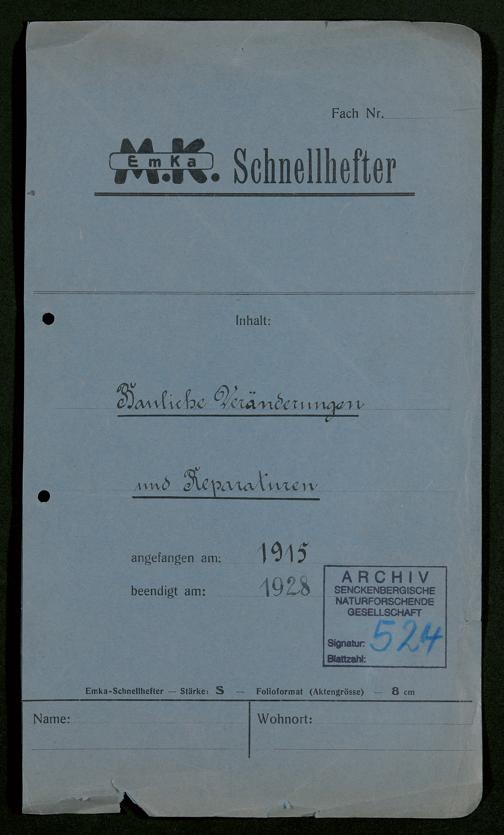 Fach Nr.
M.K. EmKa Schnellhefter
Inhalt:
Bauliche Veränderungen
und Reparaturen
angefangen am: 1915
beendigt am: 1928
ARCHIV
SENCKENBERGISCHE
NATURFORSCHENDE
GESELLSCHAFT
Signatur: 524
Blattzahl:
Emka-Schnellhefter — Stärke: S — Folioformat (Aktengrösse) — 8 cm
Name: Wohnort: